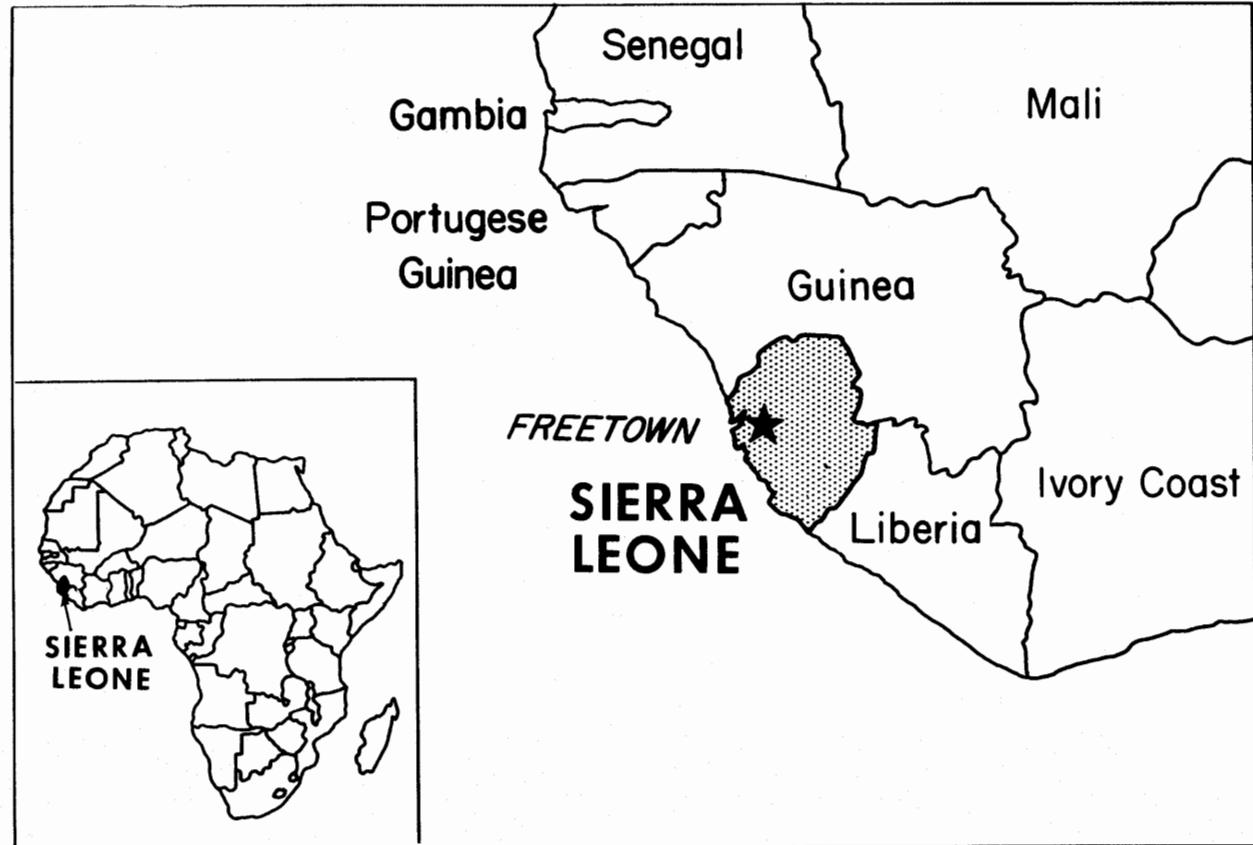 Senegal
Mali
Gambia
Portugese
Guinea
Guinea
FREETOWN
SIERRA
LEONE
Ivory Coast
Liberia
SIERRA
LEONE